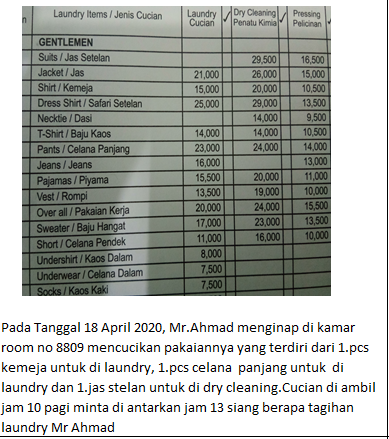 n Laundry Items / Jenis Cucian Laundry ✓ Dry Cleaning ✓ Pressing
Cucian Penatu Kimia Pelicinan
GENTLEMEN
Suits / Jas Setelan 29,500 16,500
Jacket / Jas 21,000 26,000 15,000
Shirt / Kemeja 15,000 20,000 10,500
Dress Shirt / Safari Setelan 25,000 29,000 13,500
Necktie / Dasi 14,000 9,500
T-Shirt / Baju Kaos 14,000 14,000 10,500
Pants / Celana Panjang 23,000 24,000 14,000
Jeans / Jeans 16,000 13,000
Pajamas / Piyama 15,500 20,000 11,000
Vest / Rompi 13,500 19,000 10,000
Over all / Pakaian Kerja 20,000 24,000 15,500
Sweater / Baju Hangat 17,000 23,000 13,500
Short / Celana Pendek 11,000 16,000 10,000
Undershirt / Kaos Dalam 8,000
Underwear / Celana Dalam 7,500
Socks / Kaos Kaki 7,500
Pada Tanggal 18 April 2020, Mr.Ahmad menginap di kamar
room no 8809 mencucikan pakaiannya yang terdiri dari 1.pcs
kemeja untuk di laundry, 1.pcs celana panjang untuk di
laundry dan 1.jas stelan untuk di dry cleaning.Cucian di ambil
jam 10 pagi minta di antarkan jam 13 siang berapa tagihan
laundry Mr Ahmad